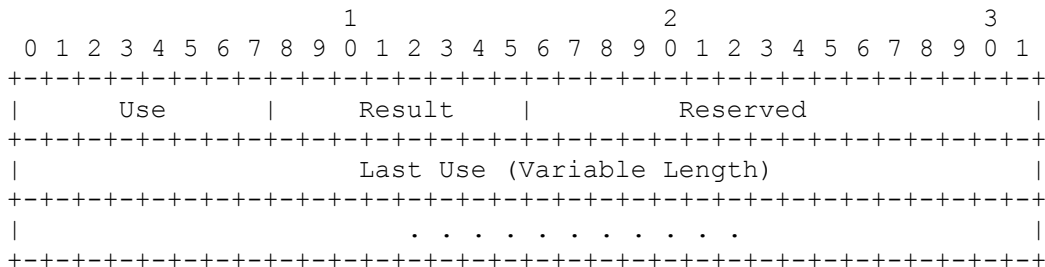 1                   2                   3
 0 1 2 3 4 5 6 7 8 9 0 1 2 3 4 5 6 7 8 9 0 1 2 3 4 5 6 7 8 9 0 1
+-+-+-+-+-+-+-+-+-+-+-+-+-+-+-+-+-+-+-+-+-+-+-+-+-+-+-+-+-+-+-+-+
|      Use      |     Result    |         Reserved              |
+-+-+-+-+-+-+-+-+-+-+-+-+-+-+-+-+-+-+-+-+-+-+-+-+-+-+-+-+-+-+-+-+
|                     Last Use (Variable Length)                |
+-+-+-+-+-+-+-+-+-+-+-+-+-+-+-+-+-+-+-+-+-+-+-+-+-+-+-+-+-+-+-+-+
|                        . . . . . . . . . . .                  |
+-+-+-+-+-+-+-+-+-+-+-+-+-+-+-+-+-+-+-+-+-+-+-+-+-+-+-+-+-+-+-+-+